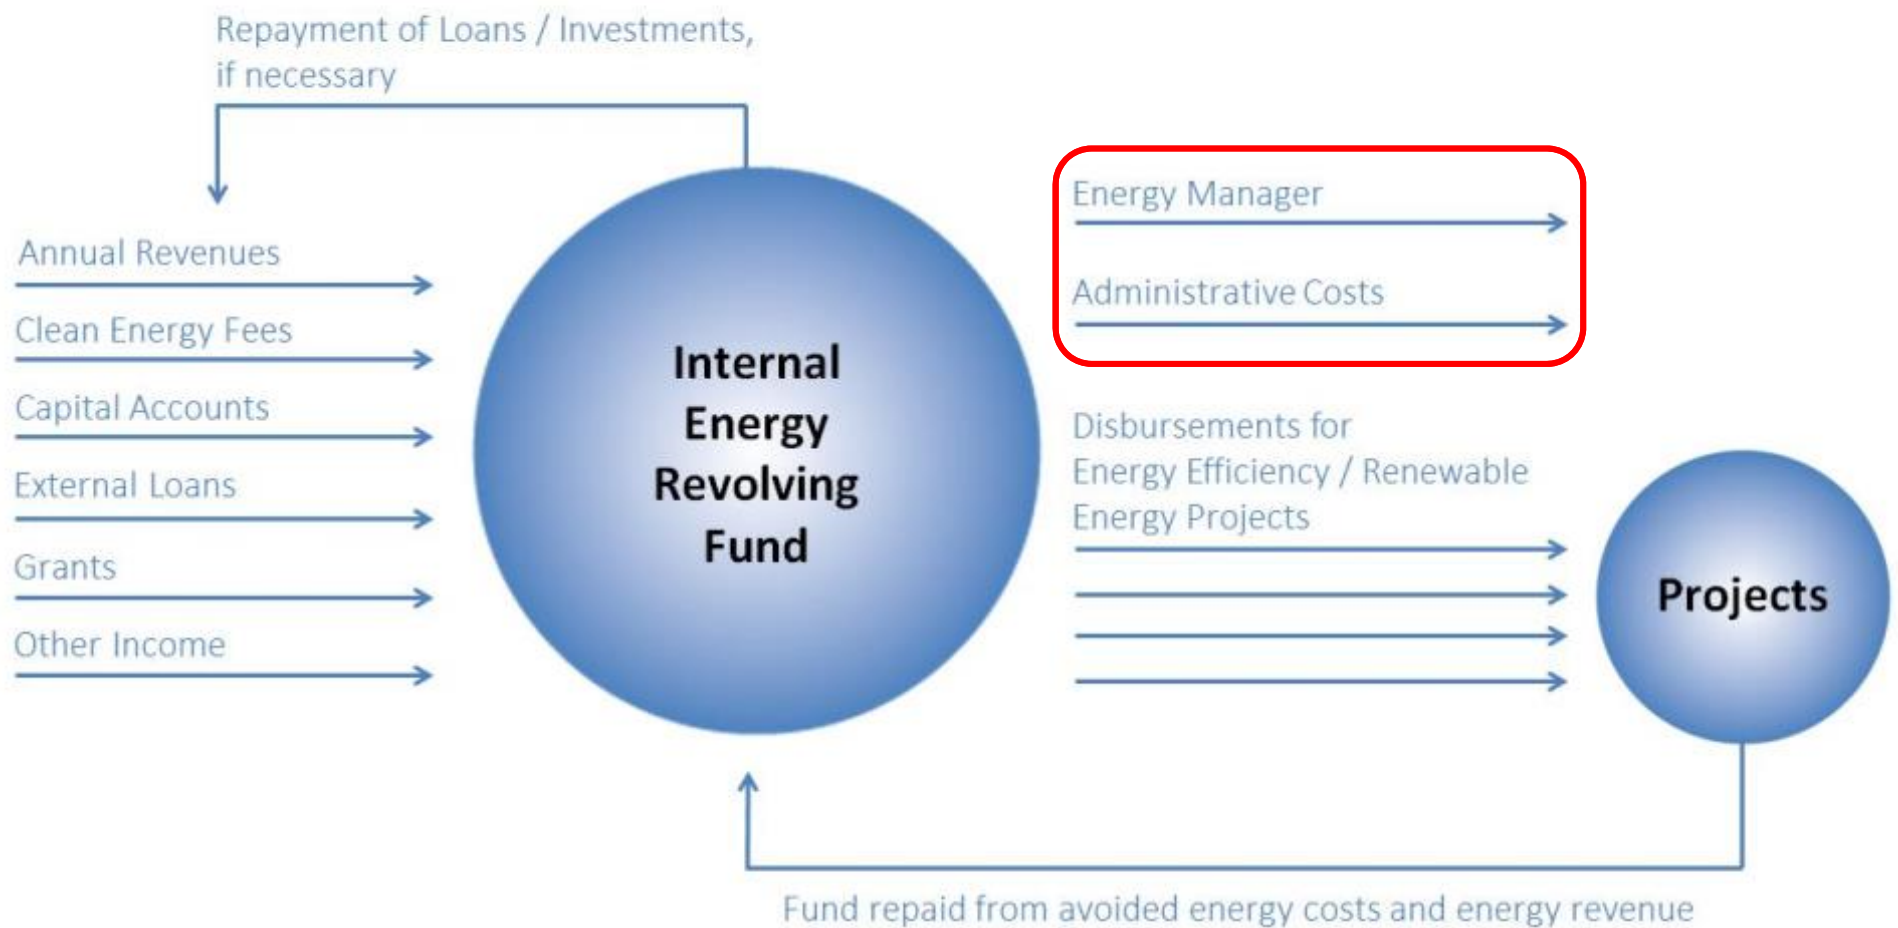 Repayment of Loans / Investments,
if necessary
Annual Revenues
Clean Energy Fees
Capital Accounts
External Loans
Grants
Other Income
Internal
Energy
Revolving
Fund
Energy Manager
Administrative Costs
Disbursements for
Energy Efficiency / Renewable
Energy Projects
Projects
Fund repaid from avoided energy costs and energy revenue